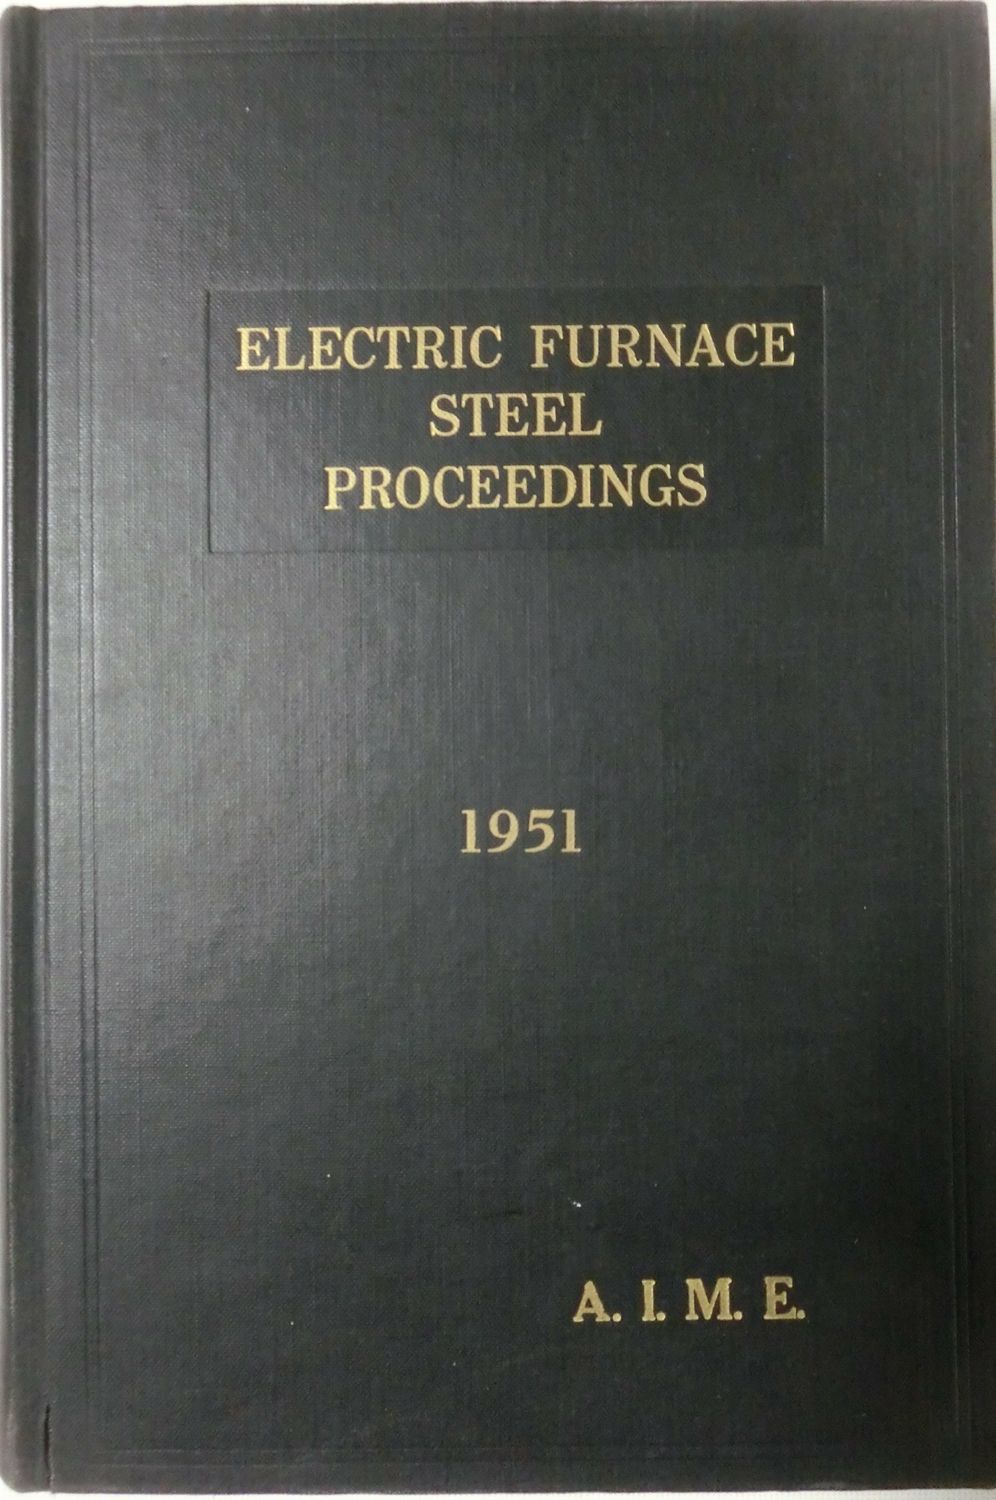 ELECTRIC FURNACE
STEEL
PROCEEDINGS
1951
A. I. M. E.